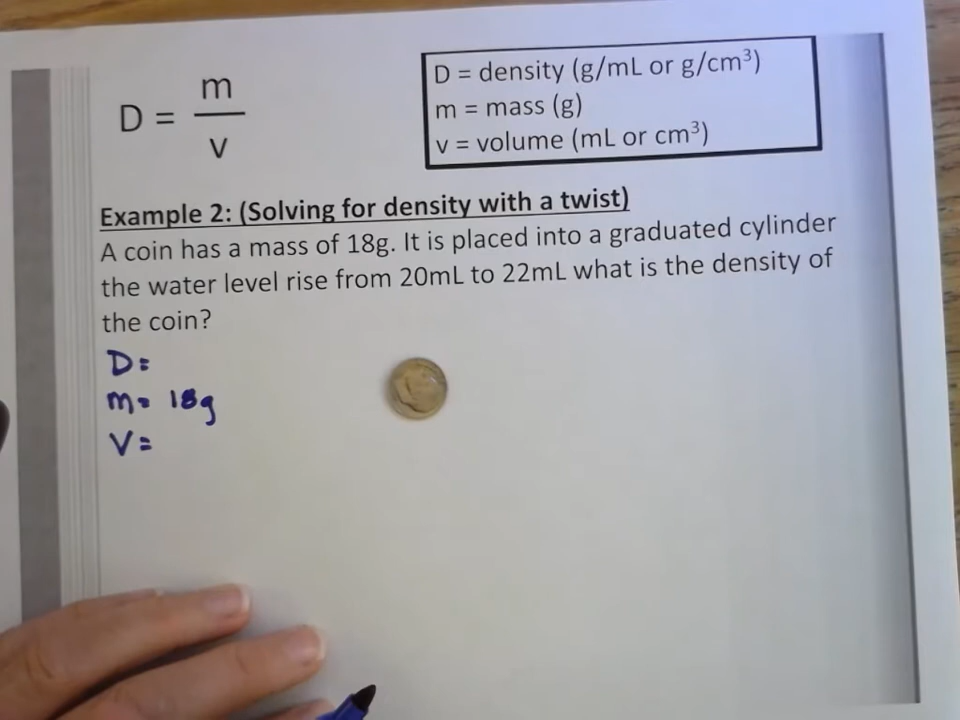 D = m
v
D = density (g/mL or g/cm³)
m = mass (g)
v = volume (mL or cm³)
Example 2: (Solving for density with a twist)
A coin has a mass of 18g. It is placed into a graduated cylinder
the water level rise from 20mL to 22mL what is the density of
the coin?
D=
m= 18g
V=